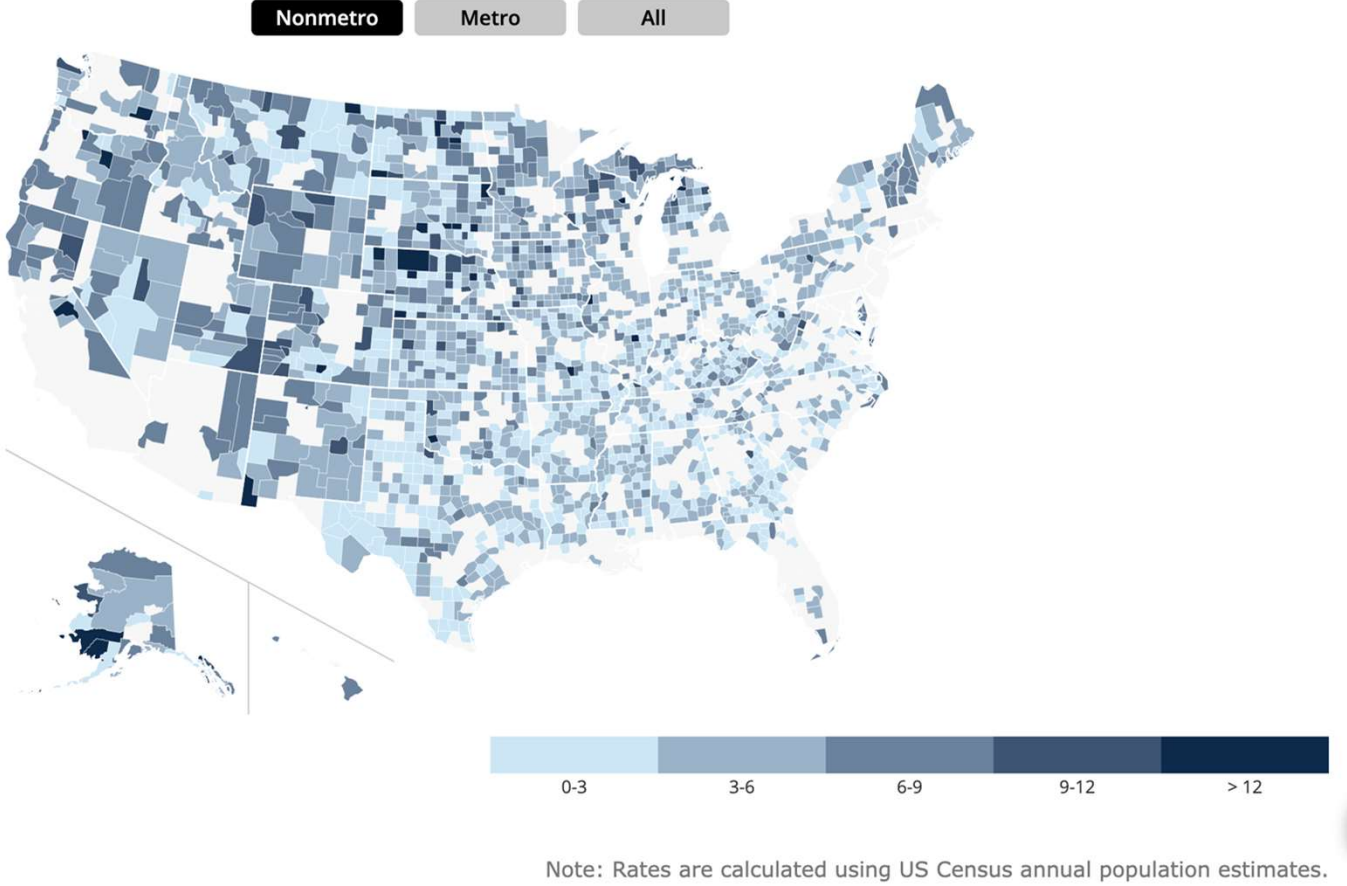 Nonmetro Metro All
0-3 3-6 6-9 9-12 > 12
Note: Rates are calculated using US Census annual population estimates.